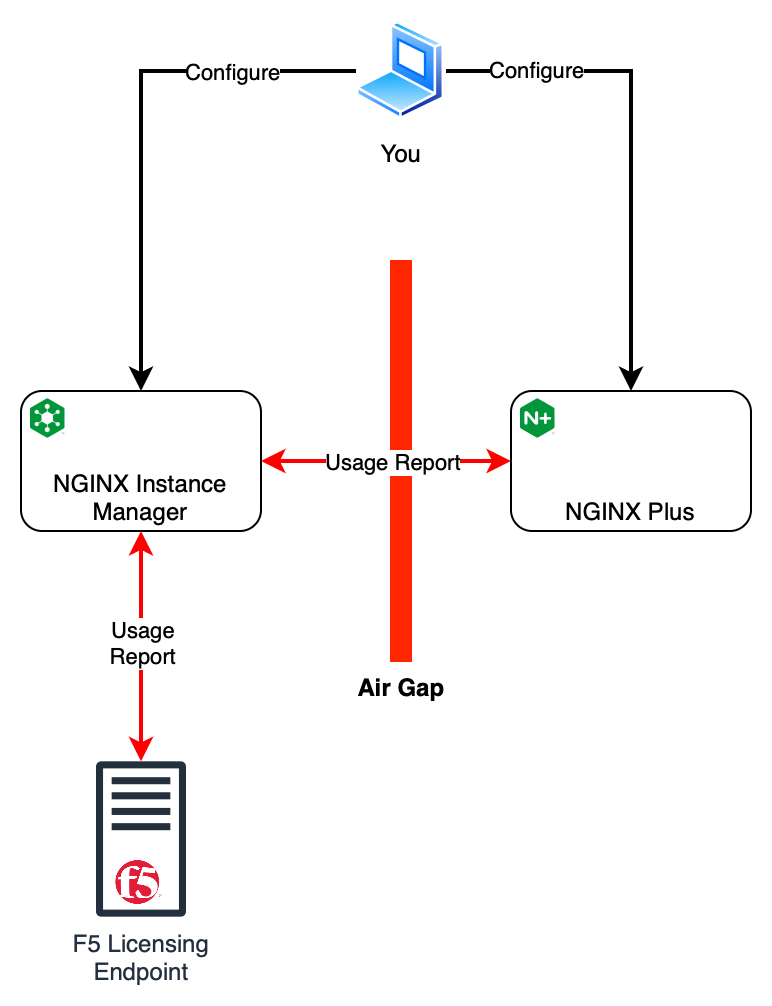 Configure
Configure
You
N+
NGINX Instance
Manager
Usage Report
NGINX Plus
Usage
Report
Air Gap
f5
F5 Licensing
Endpoint